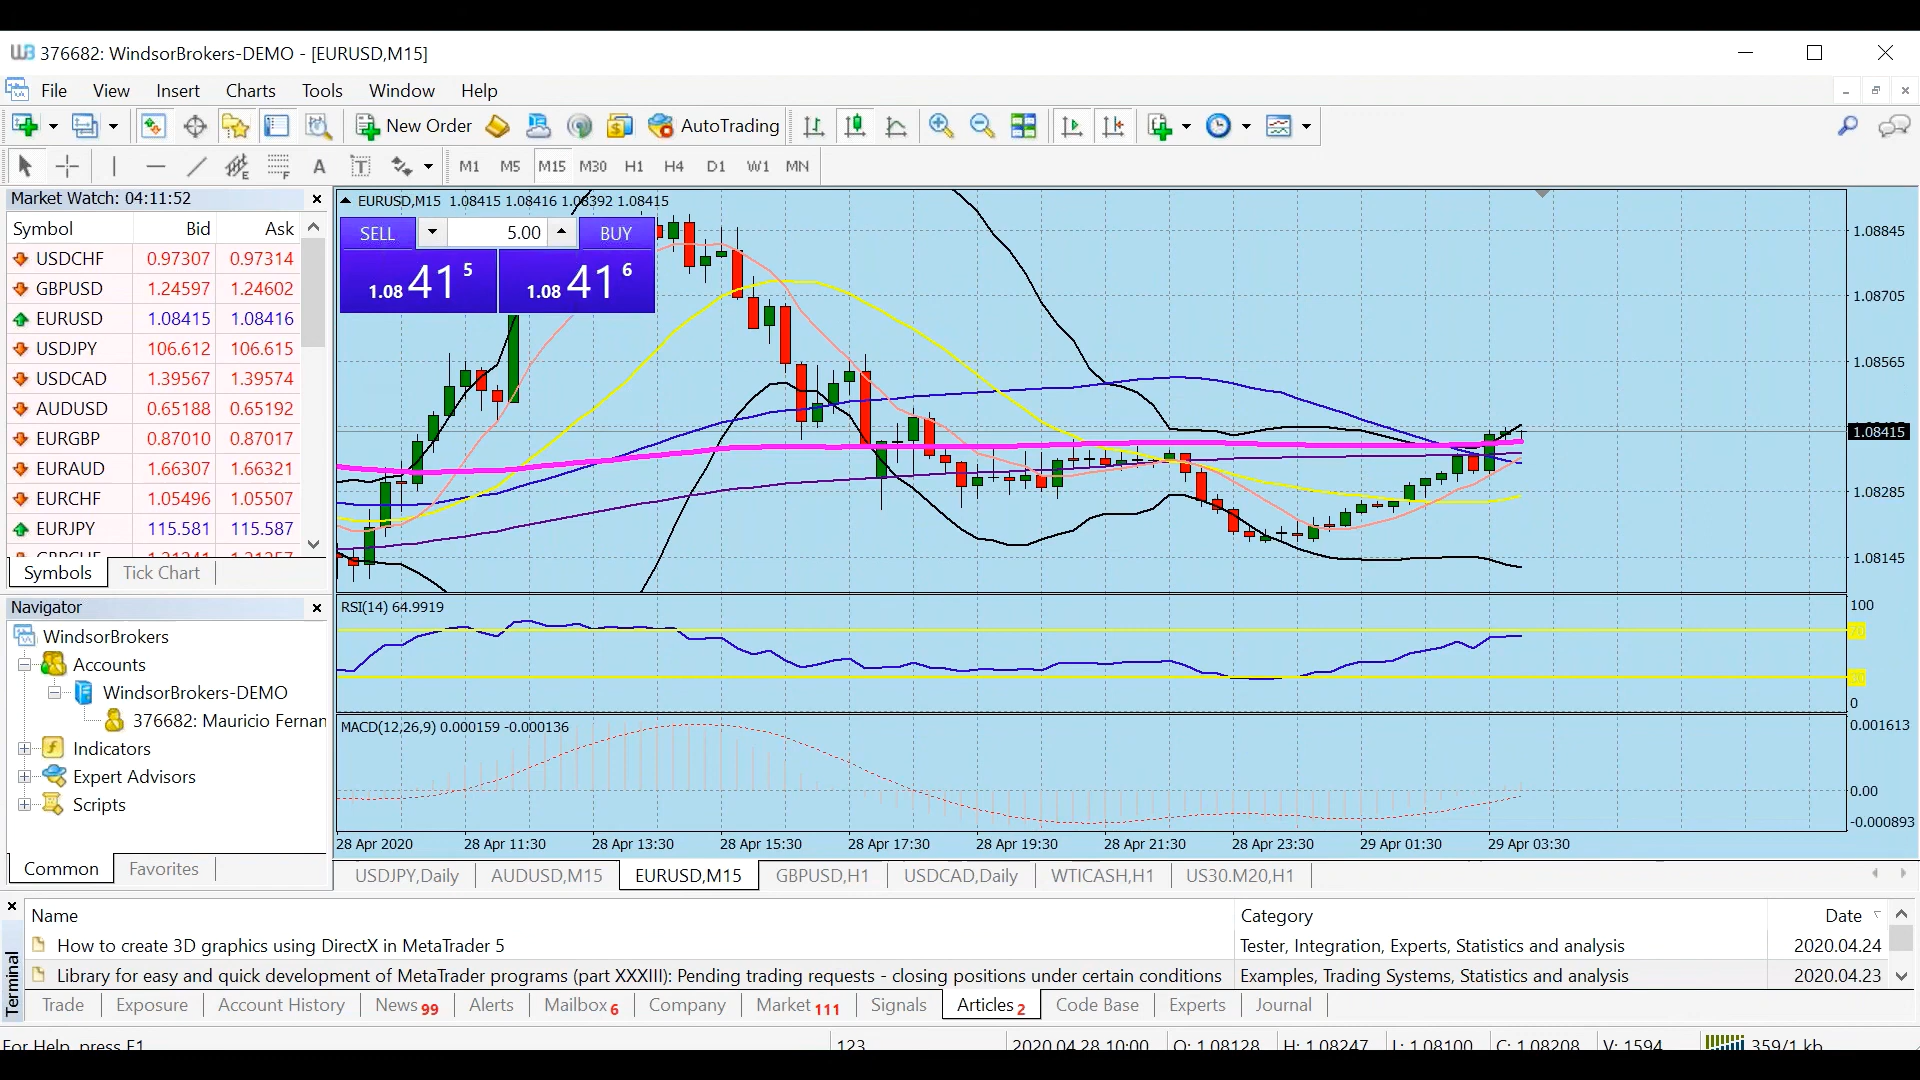 376682: WindsorBrokers-DEMO - [EURUSD,M15]
File View Insert Charts Tools Window Help
New Order AutoTrading
M1 M5 M15 M30 H1 H4 D1 W1 MN
Market Watch: 04:11:52
Symbol Bid Ask
USDCHF 0.97307 0.97314
GBPUSD 1.24597 1.24602
EURUSD 1.08415 1.08416
USDJPY 106.612 106.615
USDCAD 1.39567 1.39574
AUDUSD 0.65188 0.65192
EURGBP 0.87010 0.87017
EURAUD 1.66307 1.66321
EURCHF 1.05496 1.05507
EURJPY 115.581 115.587
Symbols Tick Chart
Navigator
WindsorBrokers
Accounts
WindsorBrokers-DEMO
376682: Mauricio Fernan
Indicators
Expert Advisors
Scripts
Common Favorites
EURUSD,M15 1.08415 1.08416 1.08392 1.08415
SELL 5.00 BUY
1.08 41 5 1.08 41 6
1.08845
1.08705
1.08565
1.08415
1.08285
1.08145
RSI(14) 64.9919
100
70
30
0
MACD(12,26,9) 0.000159 -0.000136
0.001613
0.00
-0.000893
28 Apr 2020 28 Apr 11:30 28 Apr 13:30 28 Apr 15:30 28 Apr 17:30 28 Apr 19:30 28 Apr 21:30 28 Apr 23:30 29 Apr 01:30 29 Apr 03:30
USDJPY,Daily AUDUSD,M15 EURUSD,M15 GBPUSD,H1 USDCAD,Daily WTICASH,H1 US30.M20,H1
Terminal
Name Category Date
How to create 3D graphics using DirectX in MetaTrader 5 Tester, Integration, Experts, Statistics and analysis 2020.04.24
Library for easy and quick development of MetaTrader programs (part XXXIII): Pending trading requests - closing positions under certain conditions Examples, Trading Systems, Statistics and analysis 2020.04.23
Trade Exposure Account History News 99 Alerts Mailbox 6 Company Market 111 Signals Articles 2 Code Base Experts Journal
For Help, press F1 123 2020.04.28 10:00 O: 1.08128 H: 1.08247 L: 1.08100 C: 1.08208 V: 1594 359/1 kb